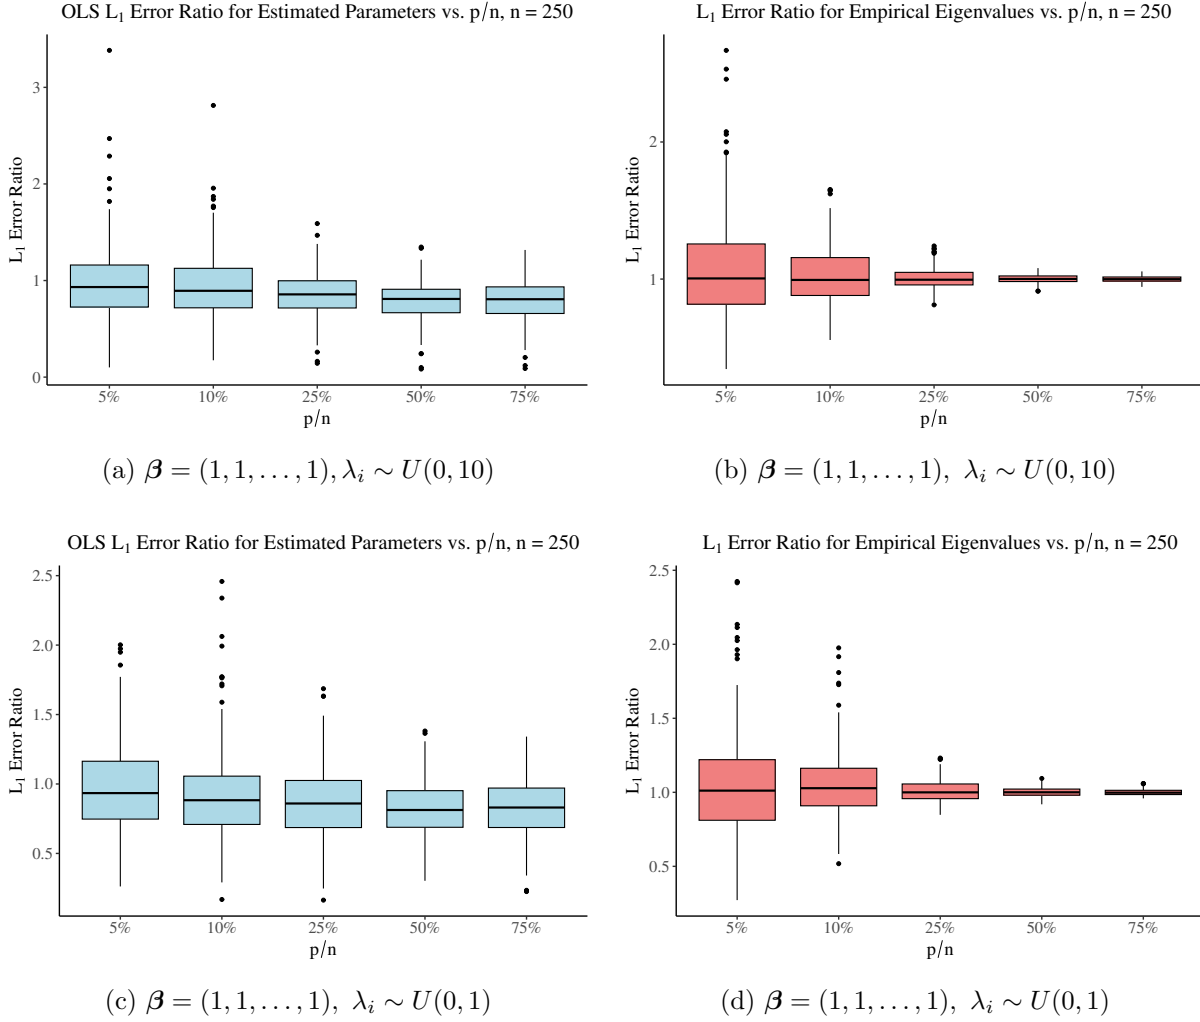 OLS L₁ Error Ratio for Estimated Parameters vs. p/n, n = 250
L₁ Error Ratio
3
2
1
0
5% 10% 25% 50% 75%
p/n
(a) β = (1, 1, . . . , 1), λᵢ ∼ U(0, 10)
L₁ Error Ratio for Empirical Eigenvalues vs. p/n, n = 250
L₁ Error Ratio
2
1
5% 10% 25% 50% 75%
p/n
(b) β = (1, 1, . . . , 1), λᵢ ∼ U(0, 10)
OLS L₁ Error Ratio for Estimated Parameters vs. p/n, n = 250
L₁ Error Ratio
2.5
2.0
1.5
1.0
0.5
5% 10% 25% 50% 75%
p/n
(c) β = (1, 1, . . . , 1), λᵢ ∼ U(0, 1)
L₁ Error Ratio for Empirical Eigenvalues vs. p/n, n = 250
L₁ Error Ratio
2.5
2.0
1.5
1.0
0.5
5% 10% 25% 50% 75%
p/n
(d) β = (1, 1, . . . , 1), λᵢ ∼ U(0, 1)